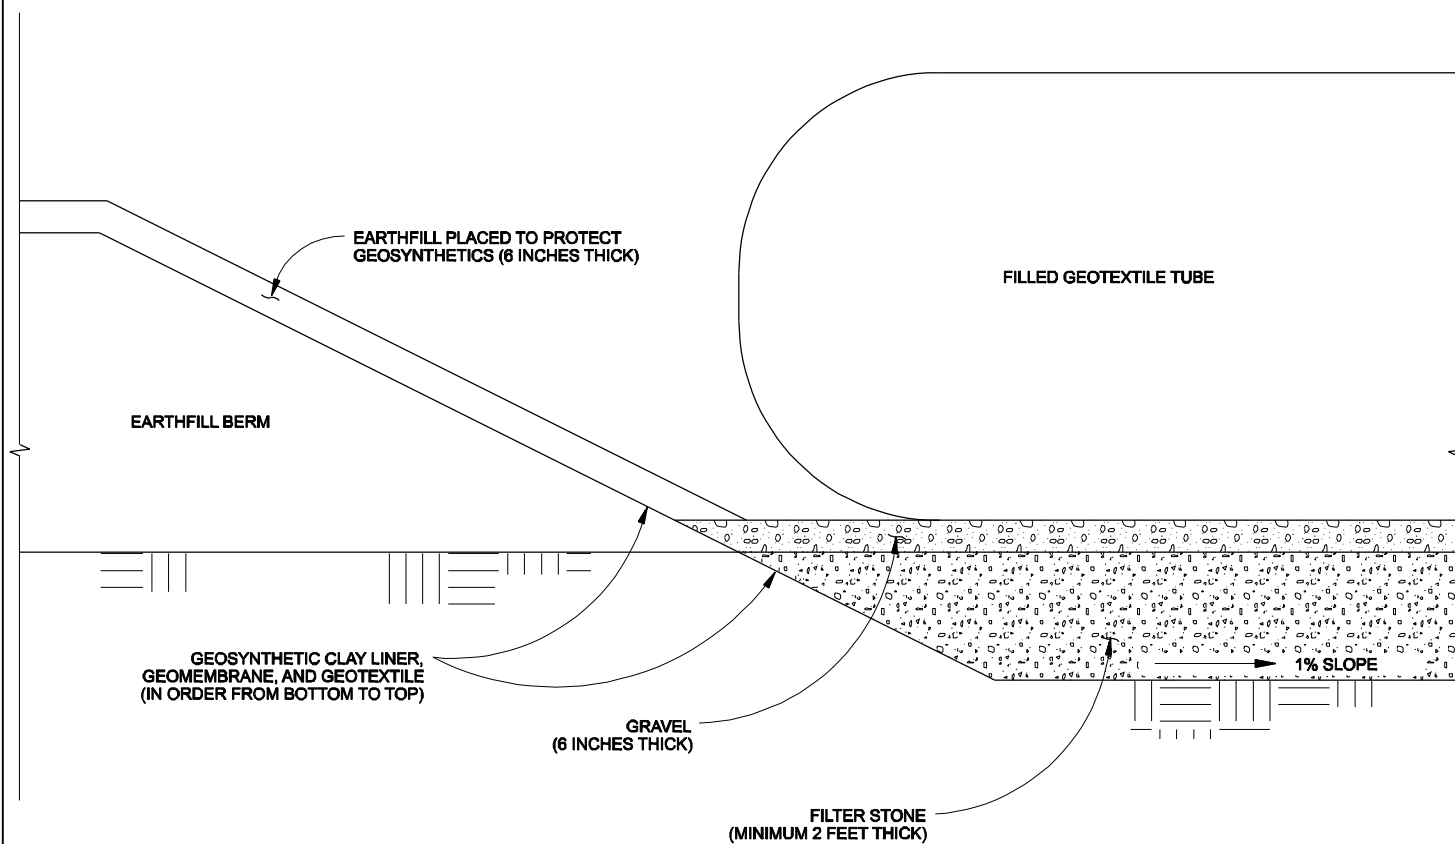 EARTHFILL PLACED TO PROTECT
GEOSYNTHETICS (6 INCHES THICK)
FILLED GEOTEXTILE TUBE
EARTHFILL BERM
GEOSYNTHETIC CLAY LINER,
GEOMEMBRANE, AND GEOTEXTILE
(IN ORDER FROM BOTTOM TO TOP)
1% SLOPE
GRAVEL
(6 INCHES THICK)
FILTER STONE
(MINIMUM 2 FEET THICK)